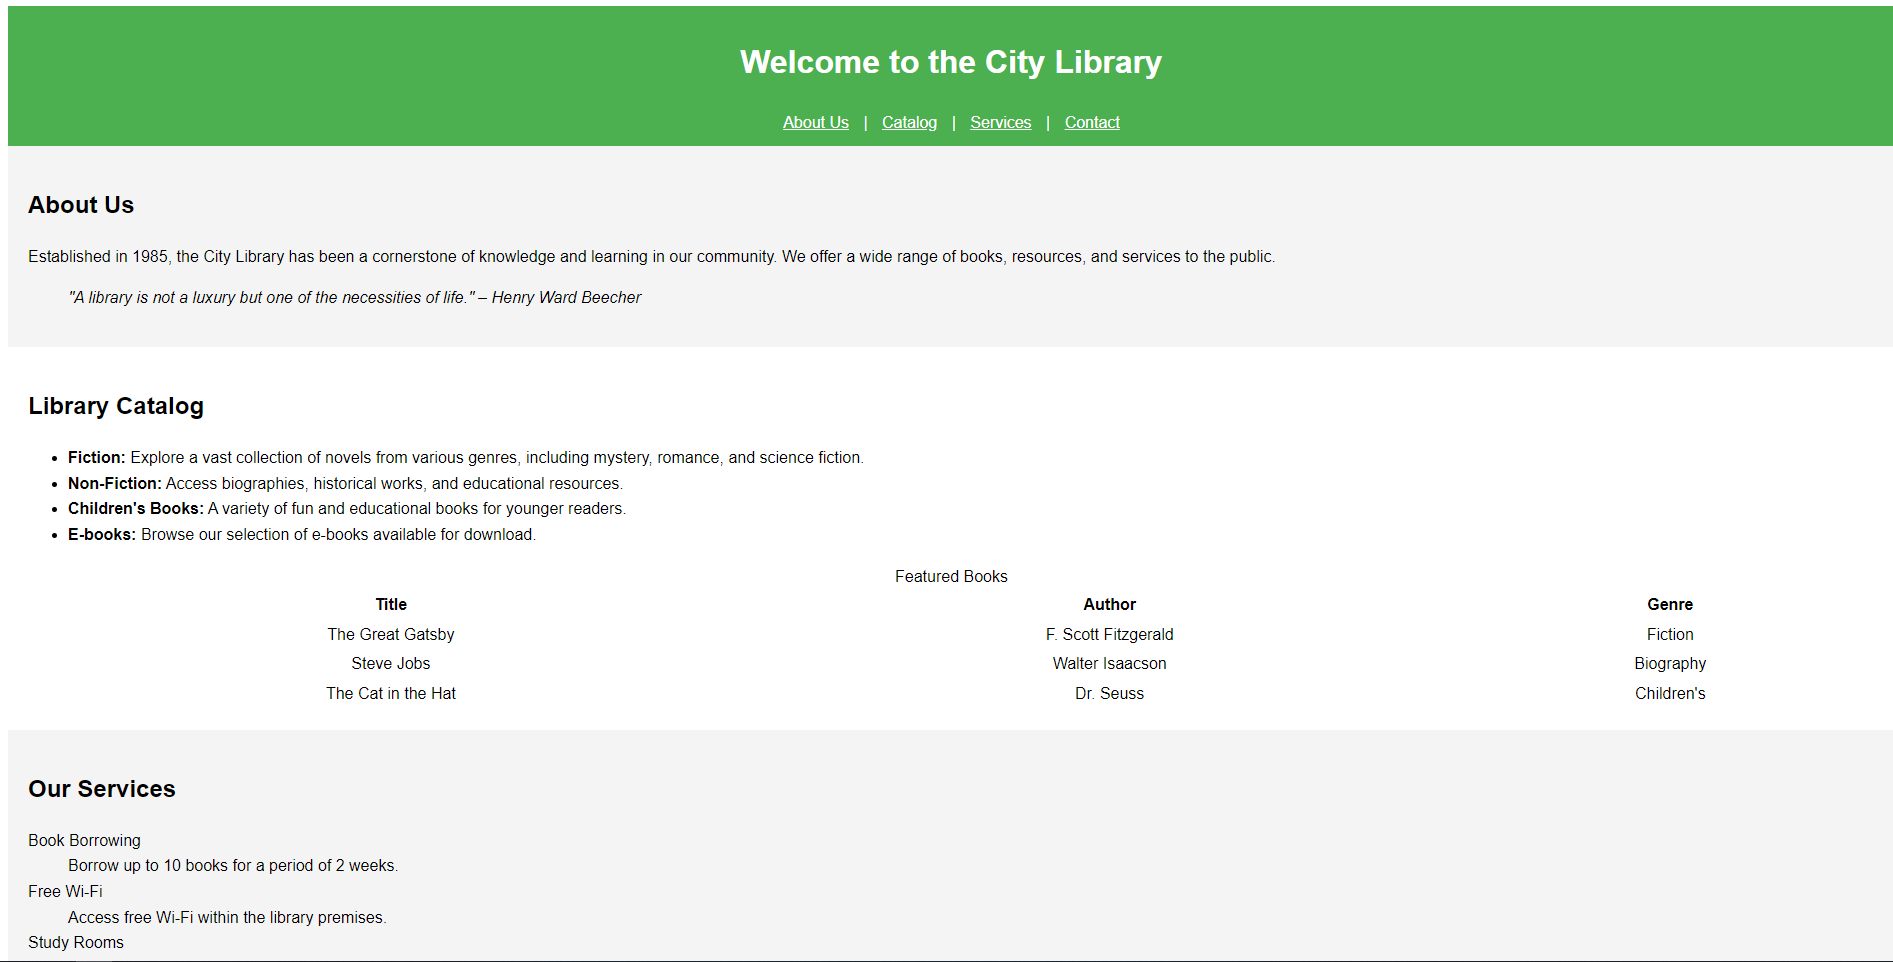 Welcome to the City Library
About Us | Catalog | Services | Contact
About Us
Established in 1985, the City Library has been a cornerstone of knowledge and learning in our community. We offer a wide range of books, resources, and services to the public.
"A library is not a luxury but one of the necessities of life." – Henry Ward Beecher
Library Catalog
• Fiction: Explore a vast collection of novels from various genres, including mystery, romance, and science fiction.
• Non-Fiction: Access biographies, historical works, and educational resources.
• Children's Books: A variety of fun and educational books for younger readers.
• E-books: Browse our selection of e-books available for download.
Featured Books
Title Author Genre
The Great Gatsby F. Scott Fitzgerald Fiction
Steve Jobs Walter Isaacson Biography
The Cat in the Hat Dr. Seuss Children's
Our Services
Book Borrowing
Borrow up to 10 books for a period of 2 weeks.
Free Wi-Fi
Access free Wi-Fi within the library premises.
Study Rooms